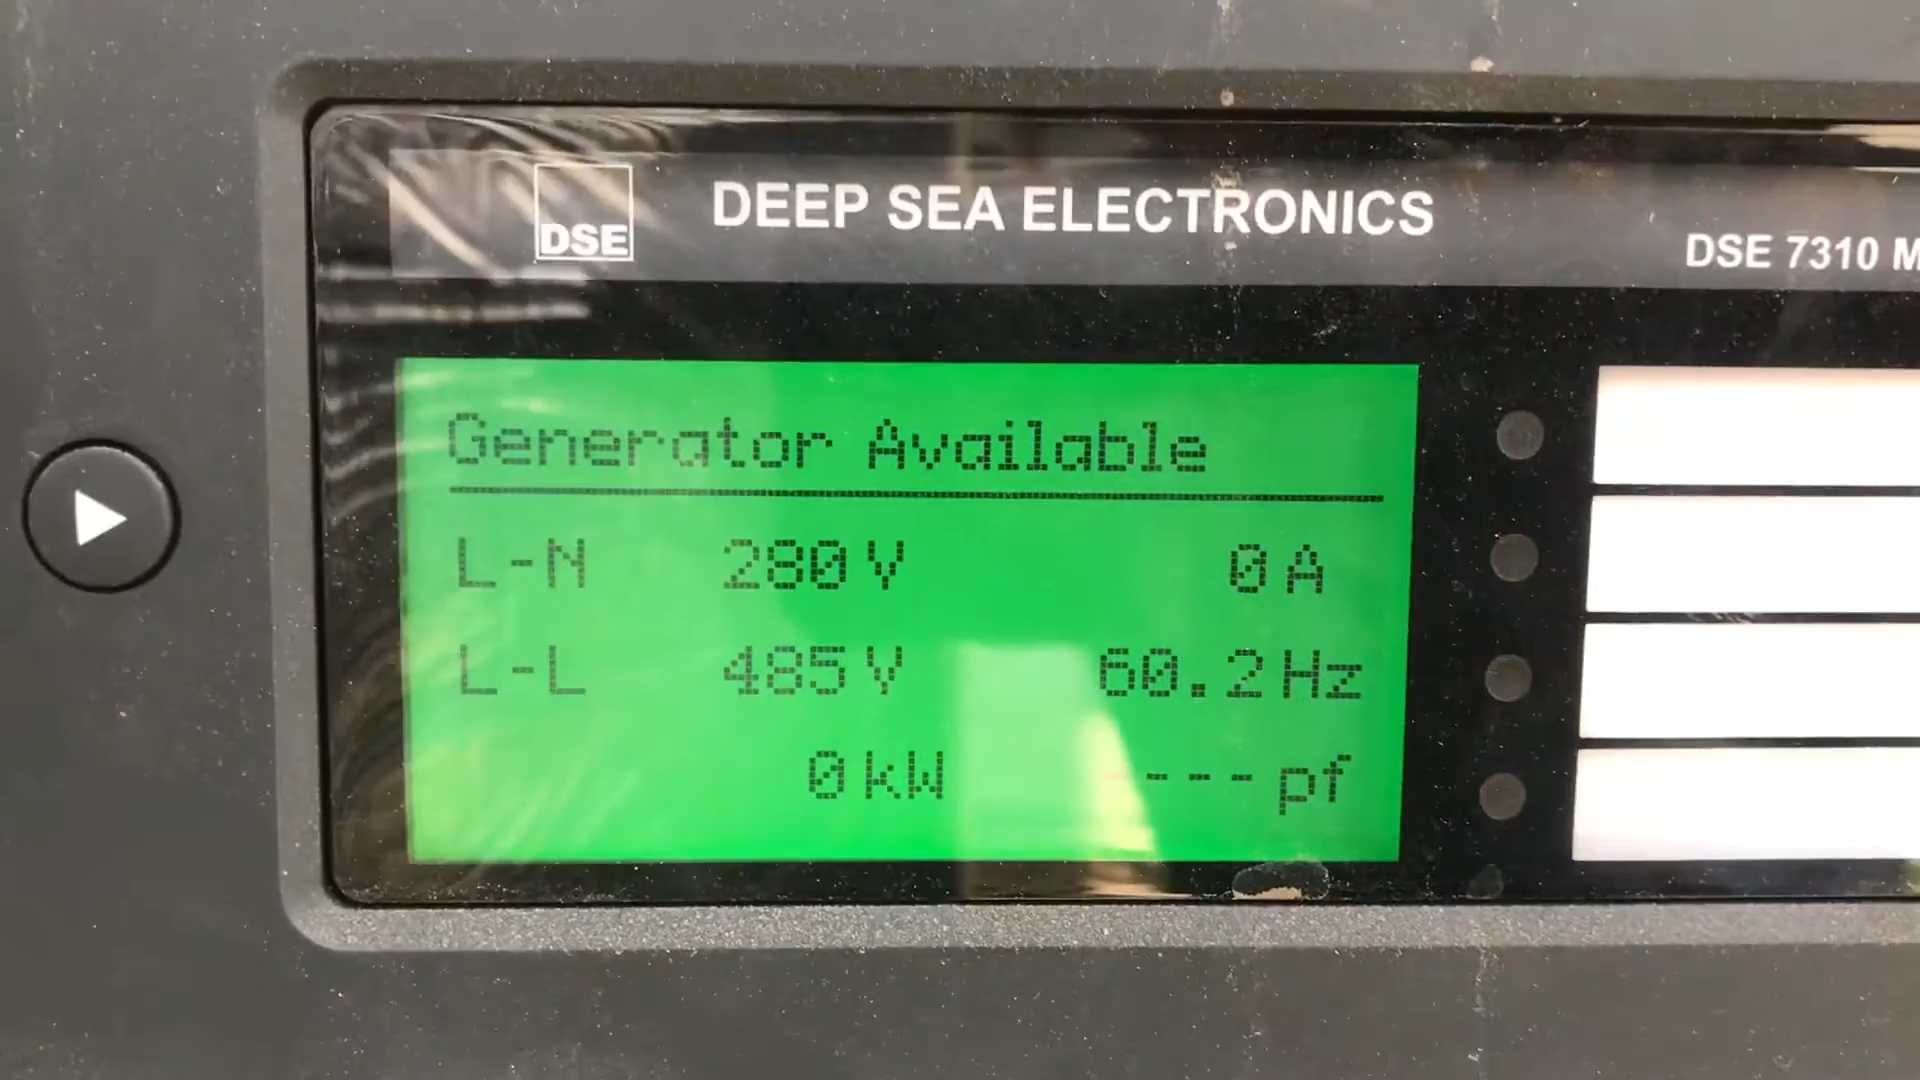 DSE
DEEP SEA ELECTRONICS
DSE 7310
Generator Available
L-N 280V 0A
L-L 485V 60.2Hz
0kW ---pf